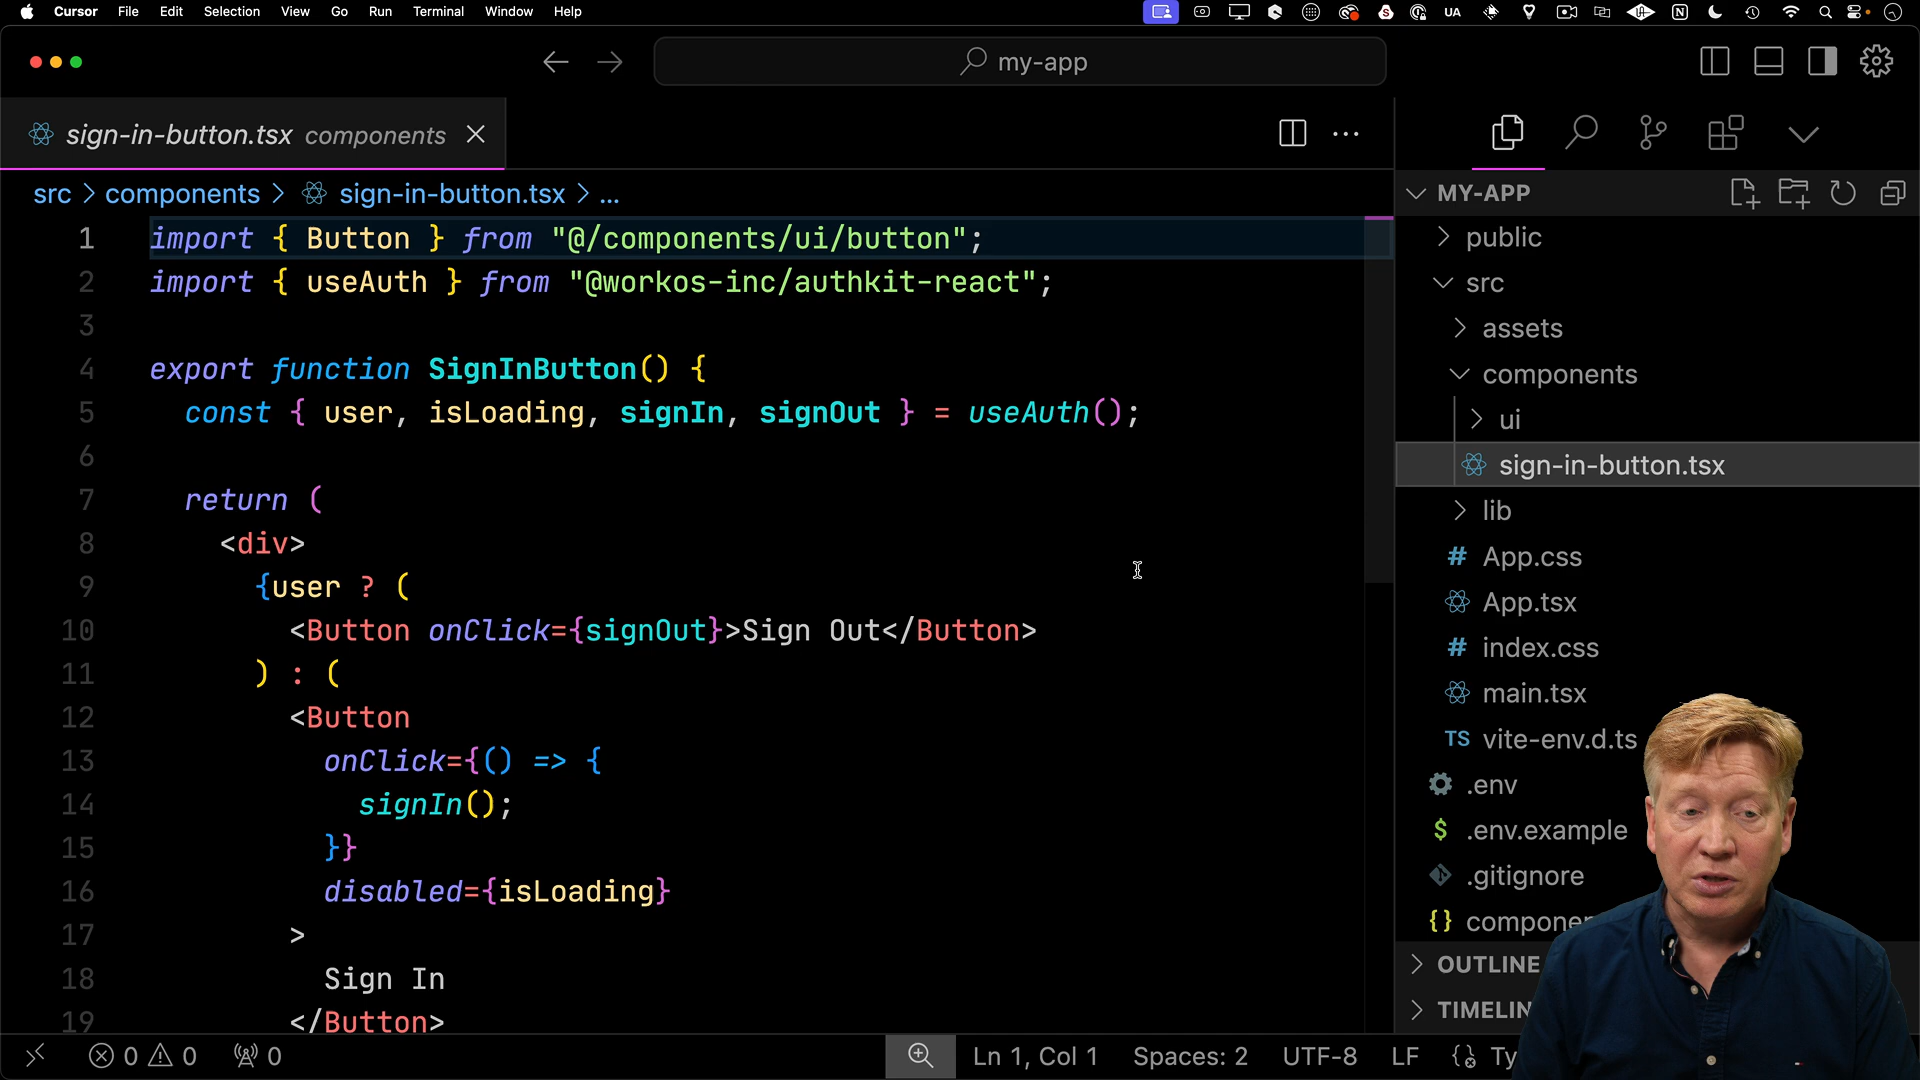 Cursor File Edit Selection View Go Run Terminal Window Help
UA
my-app
sign-in-button.tsx components
src > components > sign-in-button.tsx > ...
1 import { Button } from "@/components/ui/button";
2 import { useAuth } from "@workos-inc/authkit-react";
3
4 export function SignInButton() {
5 const { user, isLoading, signIn, signOut } = useAuth();
6
7 return (
8 <div>
9 {user ? (
10 <Button onClick={signOut}>Sign Out</Button>
11 ) : (
12 <Button
13 onClick={() => {
14 signIn();
15 }}
16 disabled={isLoading}
17 >
18 Sign In
19 </Button>
MY-APP
public
src
assets
components
ui
sign-in-button.tsx
lib
# App.css
App.tsx
# index.css
main.tsx
TS vite-env.d.ts
.env
$ .env.example
.gitignore
{} componen
OUTLINE
TIMELIN
0 0 0
Ln 1, Col 1 Spaces: 2 UTF-8 LF Ty